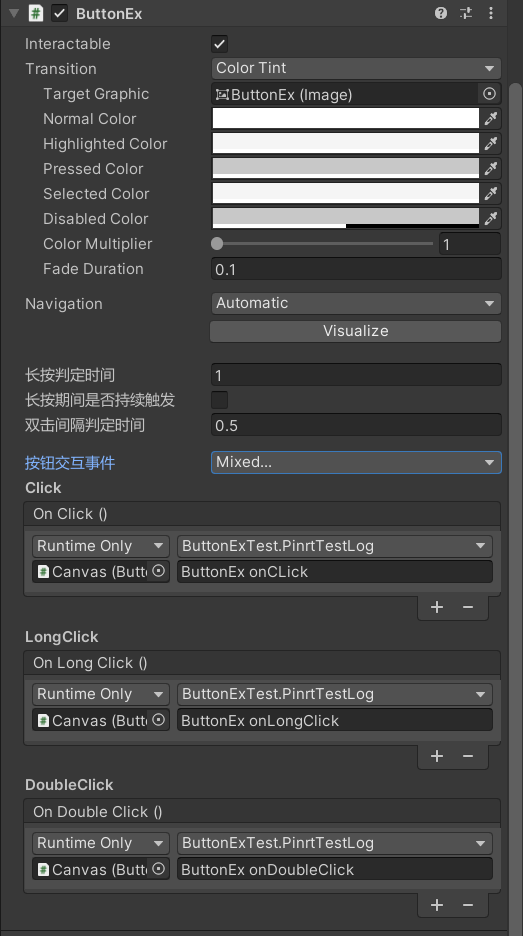 ButtonEx
Interactable
Transition Color Tint
Target Graphic ButtonEx (Image)
Normal Color
Highlighted Color
Pressed Color
Selected Color
Disabled Color
Color Multiplier 1
Fade Duration 0.1
Navigation Automatic
Visualize
长按判定时间 1
长按期间是否持续触发
双击间隔判定时间 0.5
按钮交互事件 Mixed...
Click
On Click ()
Runtime Only ButtonExTest.PinrtTestLog
Canvas (Butt ButtonEx onCLick
LongClick
On Long Click ()
Runtime Only ButtonExTest.PinrtTestLog
Canvas (Butt ButtonEx onLongClick
DoubleClick
On Double Click ()
Runtime Only ButtonExTest.PinrtTestLog
Canvas (Butt ButtonEx onDoubleClick